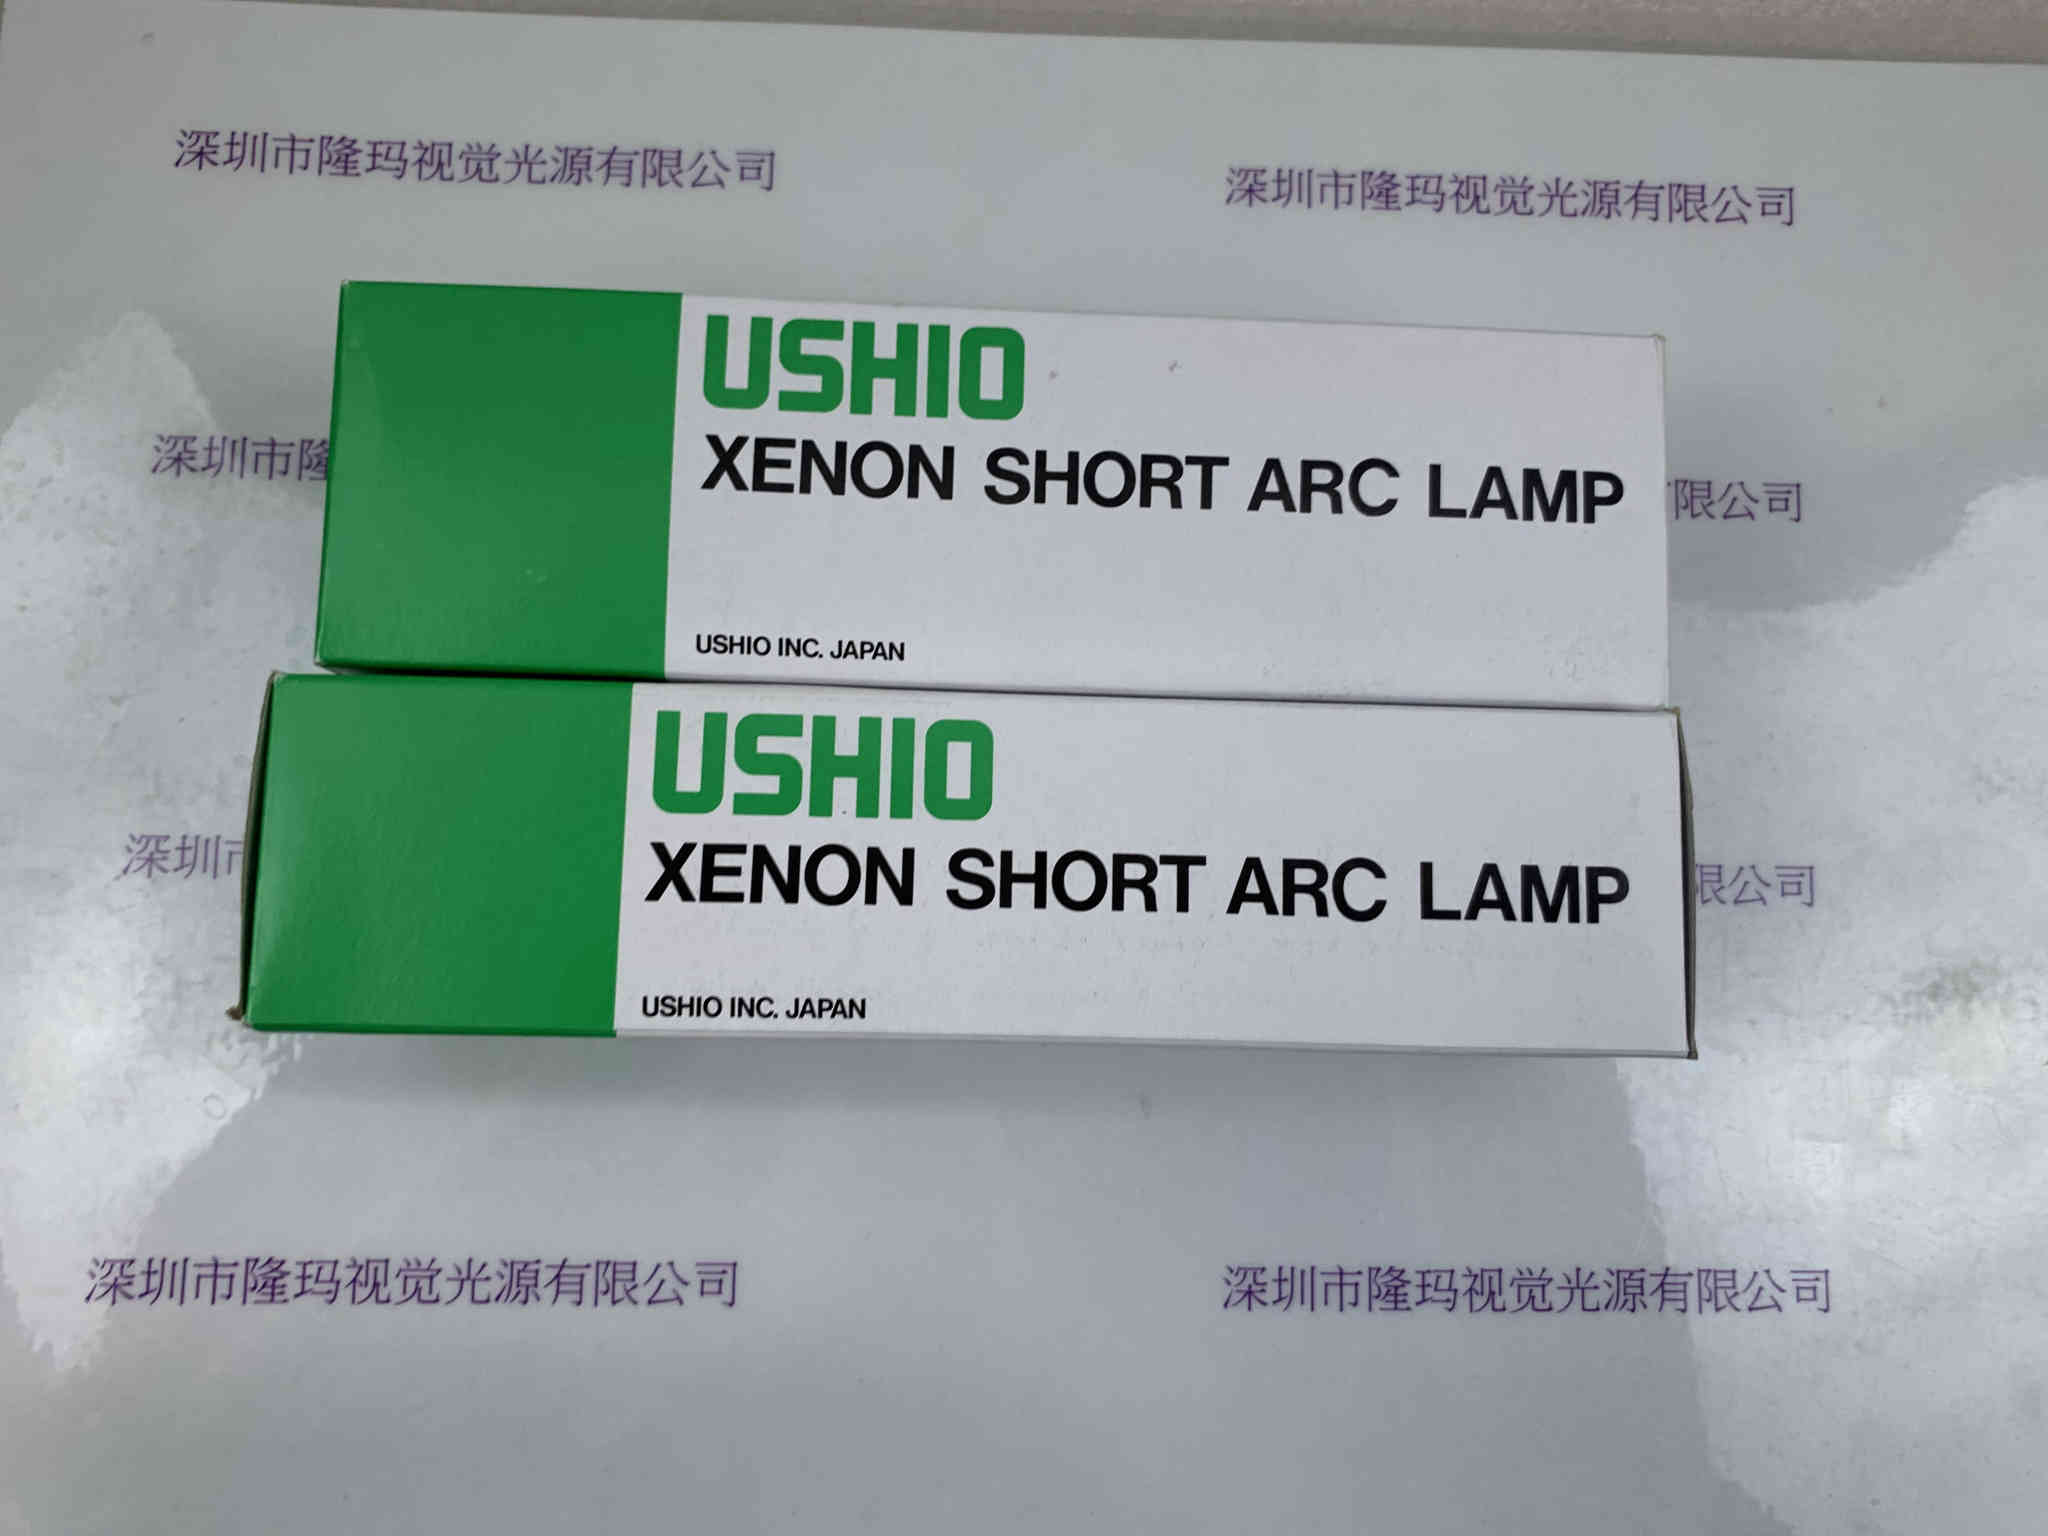 深圳市隆玛视觉光源有限公司
深圳市隆玛视觉光源有限公司
USHIO
XENON SHORT ARC LAMP
深圳市隆
限公司
USHIO INC. JAPAN
USHIO
XENON SHORT ARC LAMP
深圳市
限公司
USHIO INC. JAPAN
深圳市隆玛视觉光源有限公司
深圳市隆玛视觉光源有限公司